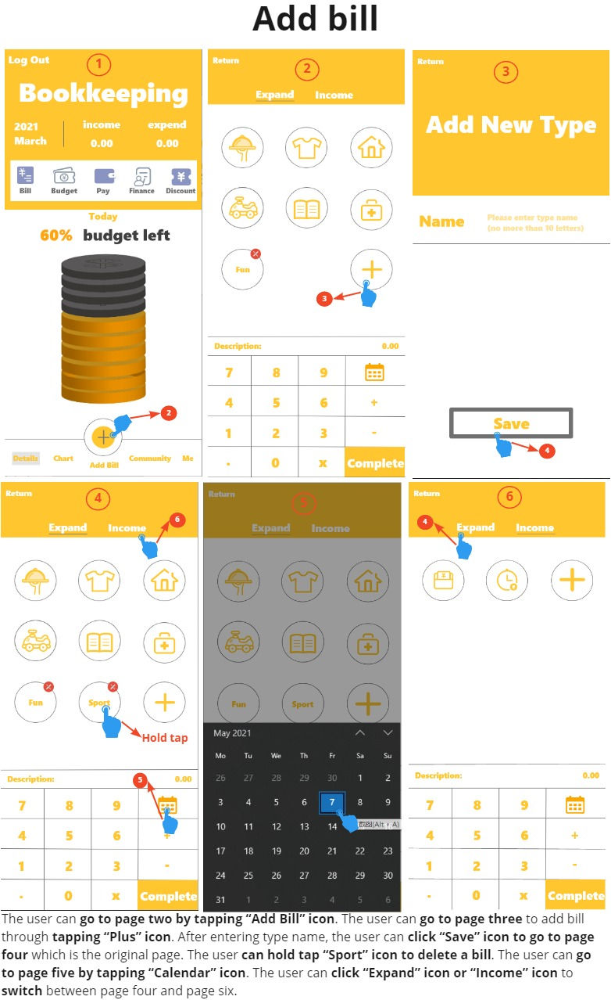 Add bill
Log Out
1
Bookkeeping
2021
March
income
0.00
expend
0.00
Bill
Budget
Pay
Finance
Discount
Today
60% budget left
2
Details
Chart
Add Bill
Community
Me
Return
2
Expand
Income
Fun
3
Description:
0.00
7 8 9
4 5 6 +
1 2 3 -
. 0 x Complete
Return
3
Add New Type
Name
Please enter type name
(no more than 10 letters)
Save
4
Return
4
Expand
Income
6
Fun
Sport
Hold tap
Description:
5
0.00
7 8 9
4 5 6 +
1 2 3 -
. 0 x Complete
Return
5
Expand
Income
Fun
Sport
May 2021
Mo Tu We Th Fr Sa Su
26 27 28 29 30 1 2
3 4 5 6 7 8 9
10 11 12 13 14
截图(Alt + A)
17 18 19 20 21 22 23
24 25 26 27 28 29 30
31 1 2 3 4 5 6
Return
6
4
Expand
Income
Description:
0.00
7 8 9
4 5 6 +
1 2 3 -
. 0 x Complete
The user can go to page two by tapping “Add Bill” icon. The user can go to page three to add bill
through tapping “Plus” icon. After entering type name, the user can click “Save” icon to go to page
four which is the original page. The user can hold tap “Sport” icon to delete a bill. The user can go
to page five by tapping “Calendar” icon. The user can click “Expand” icon or “Income” icon to
switch between page four and page six.